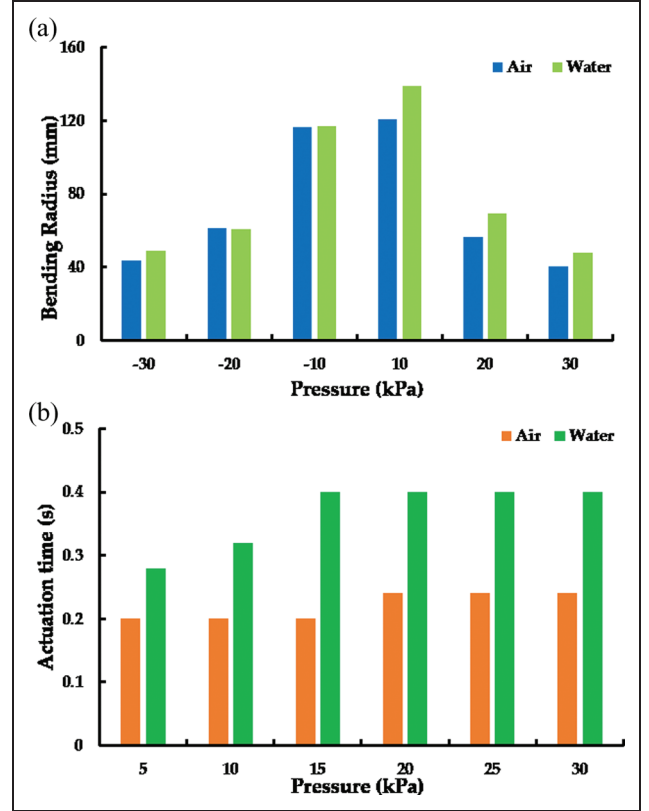 (a)
160
Air Water
120
80
40
0
Bending Radius (mm)
-30 -20 -10 10 20 30
Pressure (kPa)
(b)
0.5
Air Water
0.4
0.3
0.2
0.1
0
Actuation time (s)
5 10 15 20 25 30
Pressure (kPa)